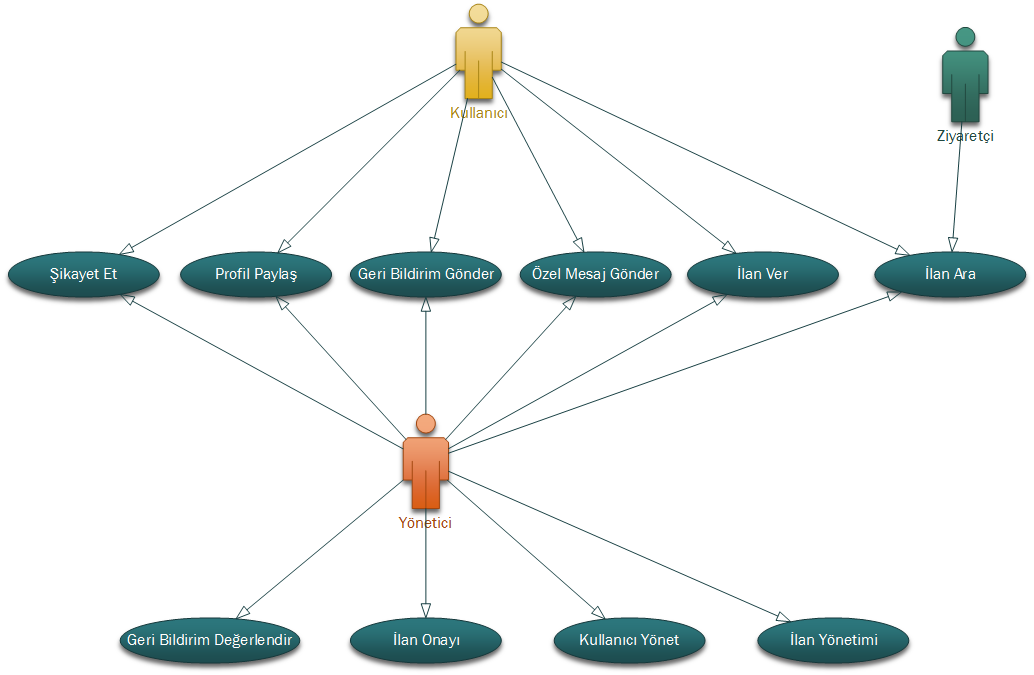 Kullanıcı
Ziyaretçi
Şikayet Et
Profil Paylaş
Geri Bildirim Gönder
Özel Mesaj Gönder
İlan Ver
İlan Ara
Yönetici
Geri Bildirim Değerlendir
İlan Onayı
Kullanıcı Yönet
İlan Yönetimi